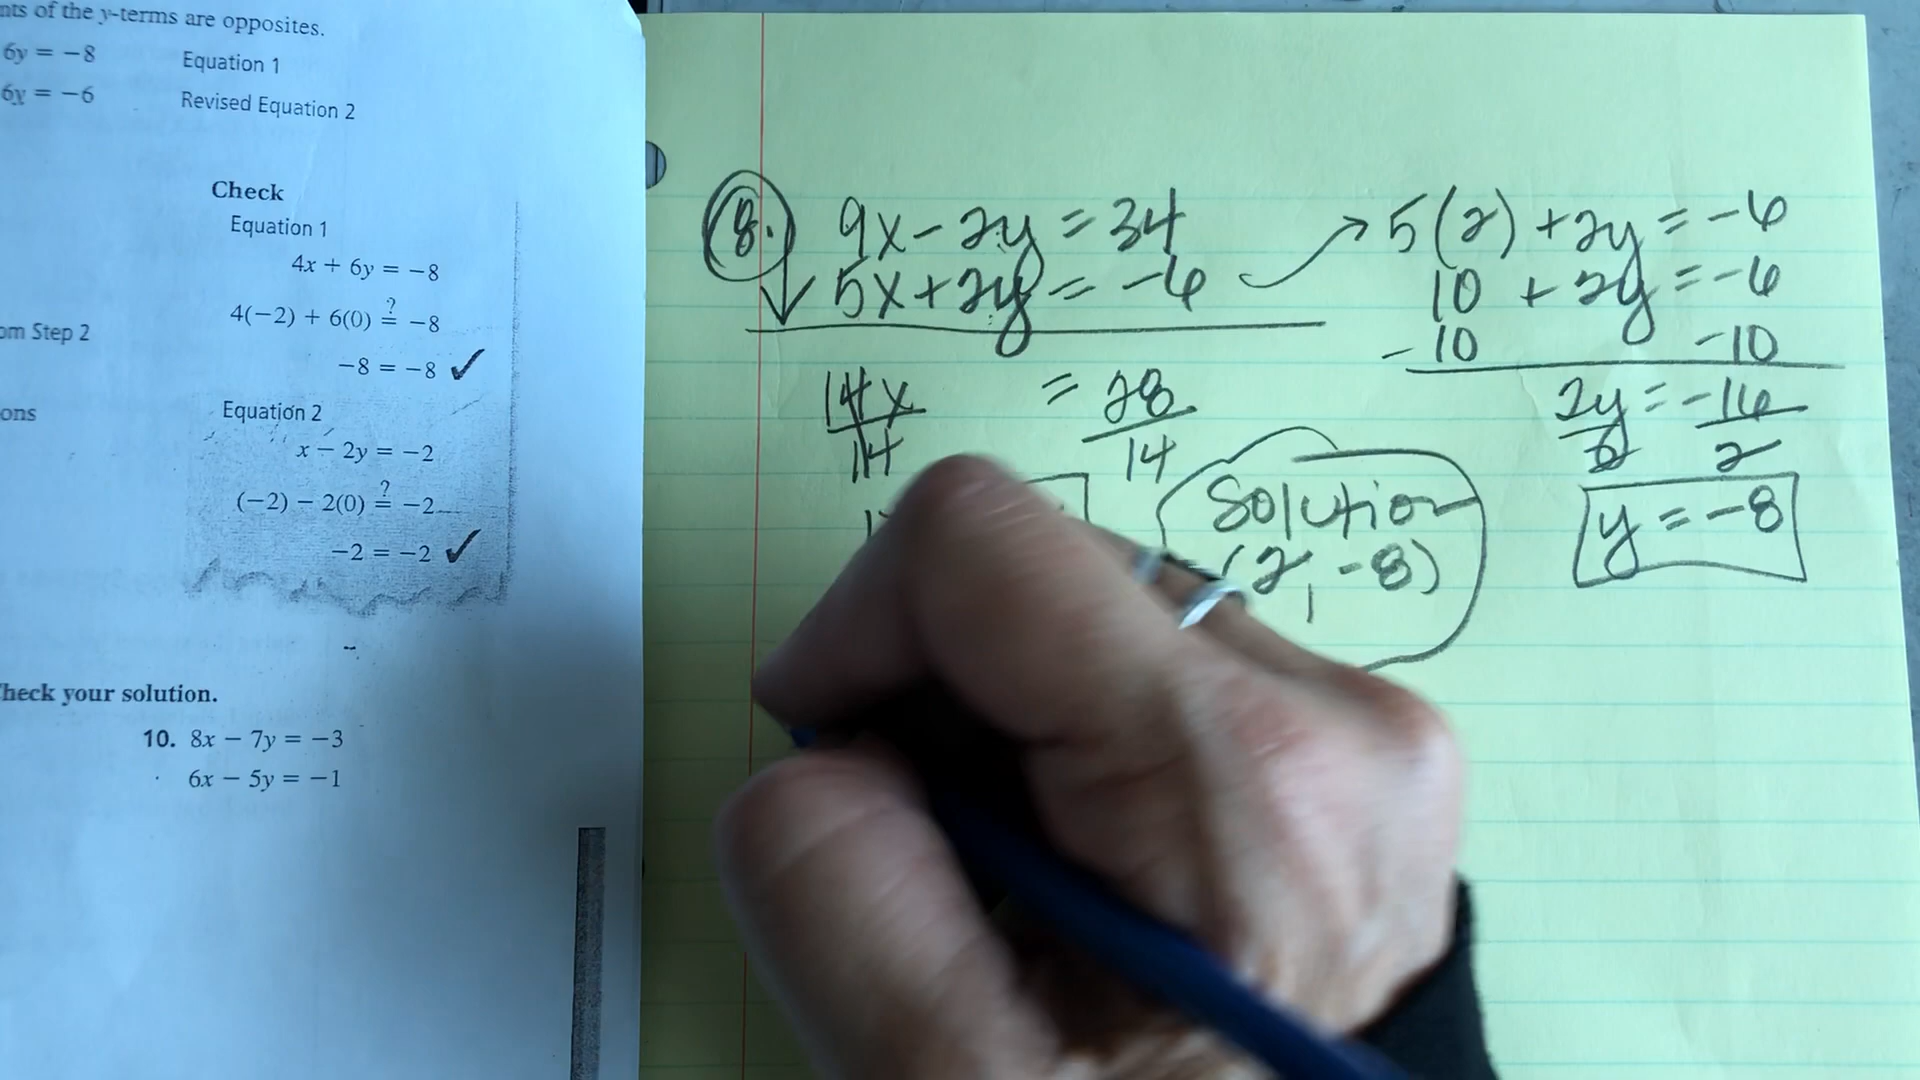 of the y-terms are opposites.
6y = −8 Equation 1
6y = −6 Revised Equation 2
Check
Equation 1
4x + 6y = −8
4(−2) + 6(0) ≟ −8
Step 2
−8 = −8 ✓
Equation 2
x − 2y = −2
(−2) − 2(0) ≟ −2
−2 = −2 ✓
your solution.
10. 8x − 7y = −3
6x − 5y = −1
8. 9x − 2y = 34
5x + 2y = −6
14x = 28
14 14
5(2) + 2y = −6
10 + 2y = −6
−10 −10
2y = −16
2 2
y = −8
Solution
(2, −8)